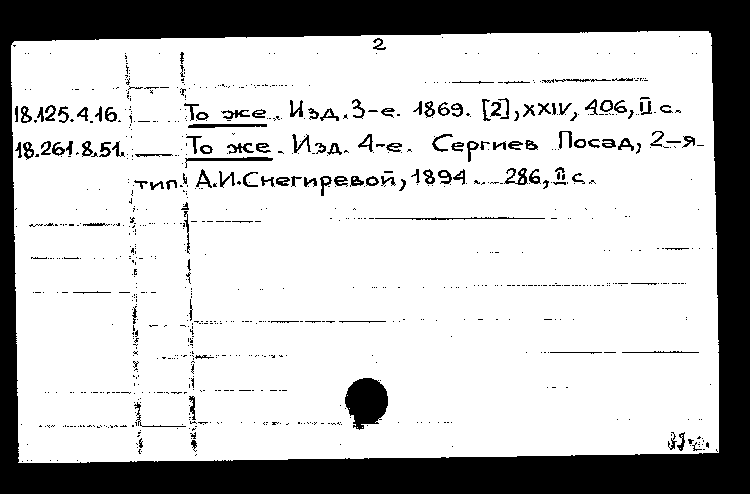 2
18.125.4.16. То же. Изд. 3-е. 1869. [2], XXIV, 406, II с.
18.261.8.51. То же. Изд. 4-е. Сергиев Посад, 2-я
тип. А.И.Снегиревой, 1894. 286, II с.